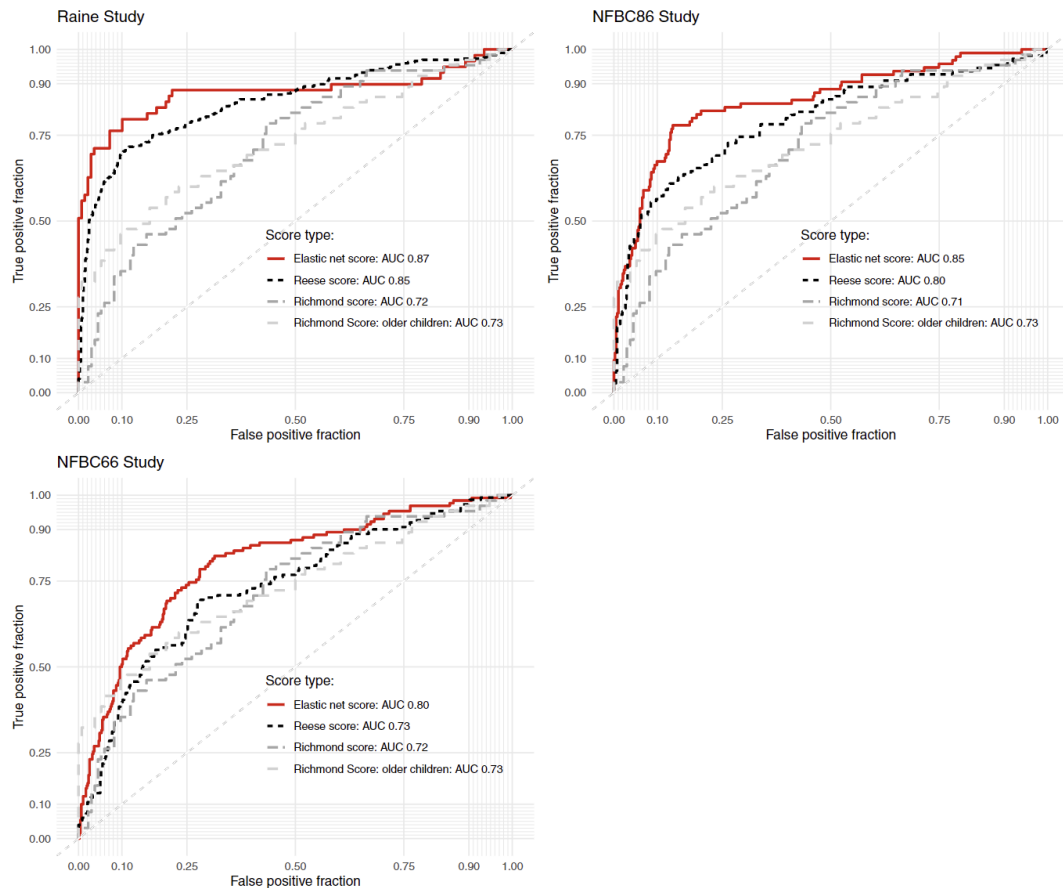 Raine Study
1.00
0.90
0.75
0.50
0.25
0.10
0.00
True positive fraction
Score type:
Elastic net score: AUC 0.87
Reese score: AUC 0.85
Richmond score: AUC 0.72
Richmond Score: older children: AUC 0.73
0.00 0.10 0.25 0.50 0.75 0.90 1.00
False positive fraction
NFBC86 Study
1.00
0.90
0.75
0.50
0.25
0.10
0.00
True positive fraction
Score type:
Elastic net score: AUC 0.85
Reese score: AUC 0.80
Richmond score: AUC 0.71
Richmond Score: older children: AUC 0.73
0.00 0.10 0.25 0.50 0.75 0.90 1.00
False positive fraction
NFBC66 Study
1.00
0.90
0.75
0.50
0.25
0.10
0.00
True positive fraction
Score type:
Elastic net score: AUC 0.80
Reese score: AUC 0.73
Richmond score: AUC 0.72
Richmond Score: older children: AUC 0.73
0.00 0.10 0.25 0.50 0.75 0.90 1.00
False positive fraction